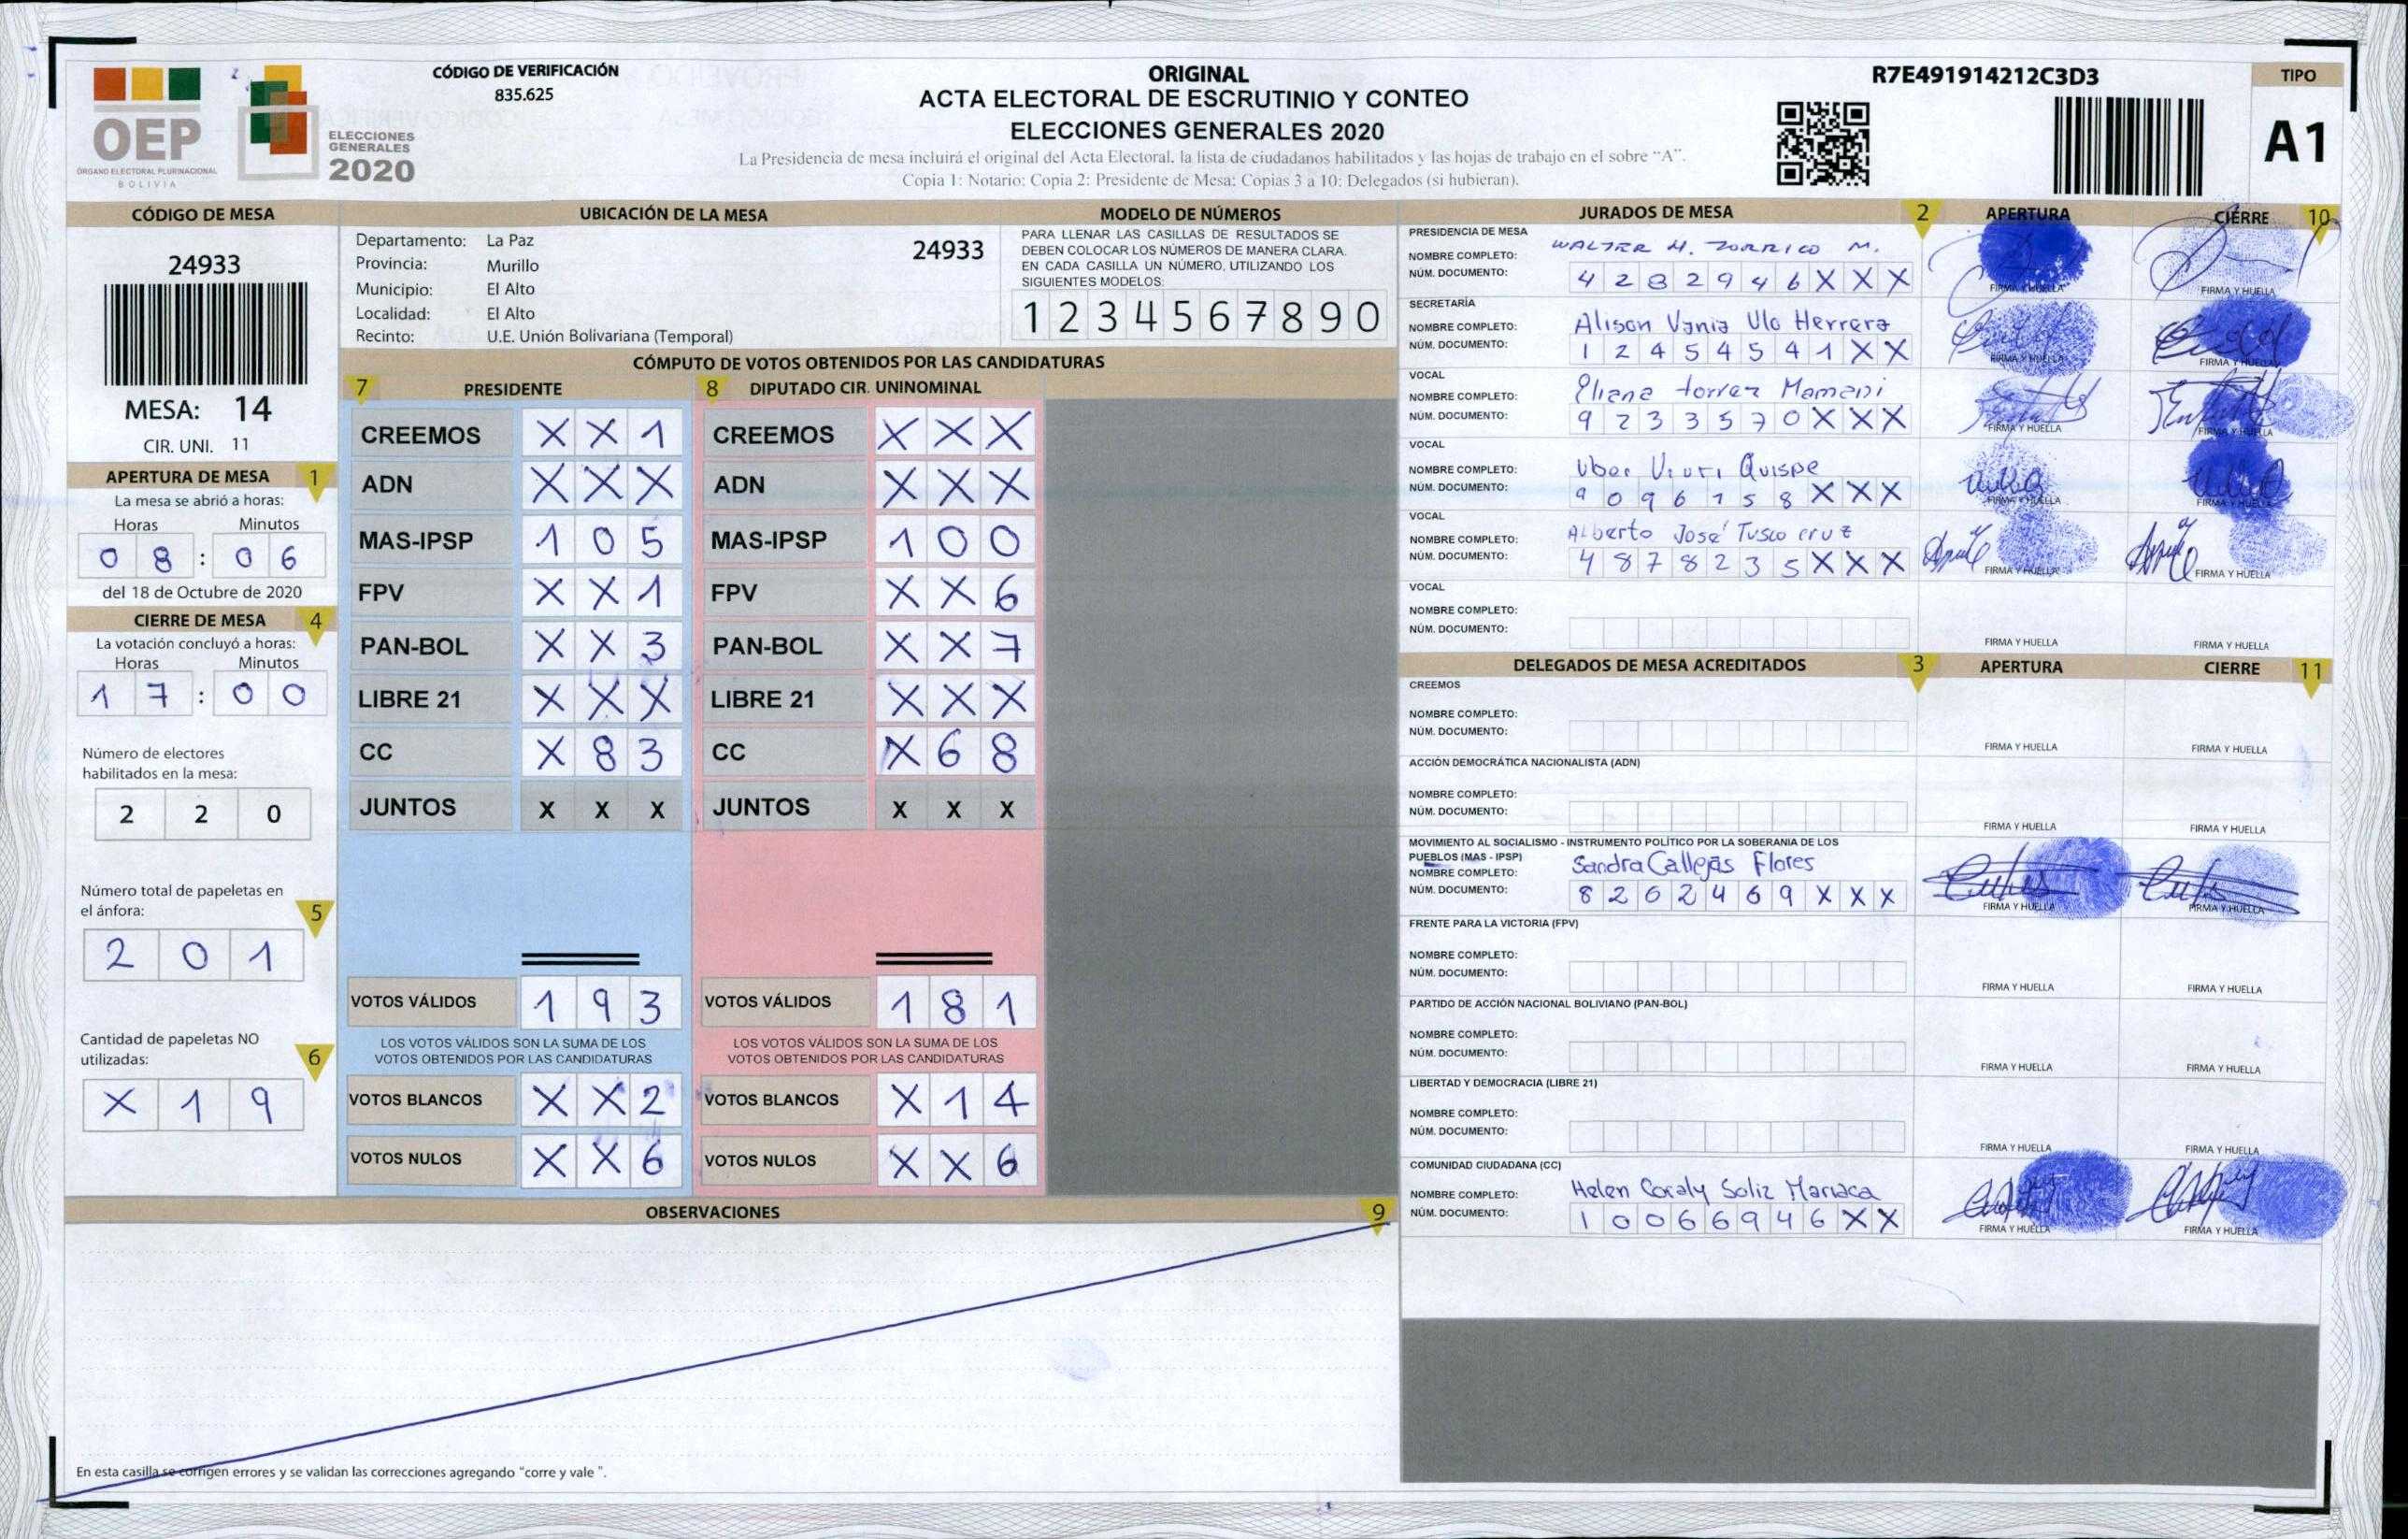 OEP
ÓRGANO ELECTORAL PLURINACIONAL
BOLIVIA
ELECCIONES
GENERALES
2020
CÓDIGO DE VERIFICACIÓN
835.625
ORIGINAL
ACTA ELECTORAL DE ESCRUTINIO Y CONTEO
ELECCIONES GENERALES 2020
La Presidencia de mesa incluirá el original del Acta Electoral, la lista de ciudadanos habilitados y las hojas de trabajo en el sobre "A".
Copia 1: Notario; Copia 2: Presidente de Mesa; Copias 3 a 10: Delegados (si hubieran).
R7E491914212C3D3
TIPO
A1
CÓDIGO DE MESA
24933
MESA: 14
CIR. UNI. 11
APERTURA DE MESA 1
La mesa se abrió a horas:
Horas Minutos
0 8 : 0 6
del 18 de Octubre de 2020
CIERRE DE MESA 4
La votación concluyó a horas:
Horas Minutos
1 7 : 0 0
Número de electores
habilitados en la mesa:
2 2 0
Número total de papeletas en
el ánfora: 5
2 0 1
Cantidad de papeletas NO
utilizadas: 6
X 1 9
UBICACIÓN DE LA MESA
Departamento: La Paz 24933
Provincia: Murillo
Municipio: El Alto
Localidad: El Alto
Recinto: U.E. Unión Bolivariana (Temporal)
MODELO DE NÚMEROS
PARA LLENAR LAS CASILLAS DE RESULTADOS SE
DEBEN COLOCAR LOS NÚMEROS DE MANERA CLARA.
EN CADA CASILLA UN NÚMERO, UTILIZANDO LOS
SIGUIENTES MODELOS:
1 2 3 4 5 6 7 8 9 0
CÓMPUTO DE VOTOS OBTENIDOS POR LAS CANDIDATURAS
7 PRESIDENTE 8 DIPUTADO CIR. UNINOMINAL
CREEMOS X X 1 CREEMOS X X X
ADN X X X ADN X X X
MAS-IPSP 1 0 5 MAS-IPSP 1 0 0
FPV X X 1 FPV X X 6
PAN-BOL X X 3 PAN-BOL X X 7
LIBRE 21 X X X LIBRE 21 X X X
CC X 8 3 CC X 6 8
JUNTOS X X X JUNTOS X X X
VOTOS VÁLIDOS 1 9 3 VOTOS VÁLIDOS 1 8 1
LOS VOTOS VÁLIDOS SON LA SUMA DE LOS LOS VOTOS VÁLIDOS SON LA SUMA DE LOS
VOTOS OBTENIDOS POR LAS CANDIDATURAS VOTOS OBTENIDOS POR LAS CANDIDATURAS
VOTOS BLANCOS X X 2 VOTOS BLANCOS X 1 4
VOTOS NULOS X X 6 VOTOS NULOS X X 6
OBSERVACIONES 9
En esta casilla se corrigen errores y se validan las correcciones agregando "corre y vale ".
JURADOS DE MESA 2 APERTURA CIERRE 10
PRESIDENCIA DE MESA
NOMBRE COMPLETO: WALTER H. TORRICO M.
NÚM. DOCUMENTO: 4 2 8 2 9 4 6 X X X
FIRMA Y HUELLA FIRMA Y HUELLA
SECRETARÍA
NOMBRE COMPLETO: Alison Vania Ulo Herrera
NÚM. DOCUMENTO: 1 2 4 5 4 5 4 1 X X
FIRMA Y HUELLA FIRMA Y HUELLA
VOCAL
NOMBRE COMPLETO: Eliana torrez Mamani
NÚM. DOCUMENTO: 9 2 3 3 5 7 0 X X X
FIRMA Y HUELLA FIRMA Y HUELLA
VOCAL
NOMBRE COMPLETO: Uber Quispe
NÚM. DOCUMENTO: 9 0 9 6 1 5 8 X X X
FIRMA Y HUELLA FIRMA Y HUELLA
VOCAL
NOMBRE COMPLETO: Alberto José Tusco cruz
NÚM. DOCUMENTO: 4 8 7 8 2 3 5 X X X
FIRMA Y HUELLA FIRMA Y HUELLA
VOCAL
NOMBRE COMPLETO:
NÚM. DOCUMENTO:
FIRMA Y HUELLA FIRMA Y HUELLA
DELEGADOS DE MESA ACREDITADOS 3 APERTURA CIERRE 11
CREEMOS
NOMBRE COMPLETO:
NÚM. DOCUMENTO:
FIRMA Y HUELLA FIRMA Y HUELLA
ACCIÓN DEMOCRÁTICA NACIONALISTA (ADN)
NOMBRE COMPLETO:
NÚM. DOCUMENTO:
FIRMA Y HUELLA FIRMA Y HUELLA
MOVIMIENTO AL SOCIALISMO - INSTRUMENTO POLÍTICO POR LA SOBERANIA DE LOS
PUEBLOS (MAS - IPSP)
NOMBRE COMPLETO: Sandra Callejas Flores
NÚM. DOCUMENTO: 8 2 6 2 4 6 9 X X X
FIRMA Y HUELLA FIRMA Y HUELLA
FRENTE PARA LA VICTORIA (FPV)
NOMBRE COMPLETO:
NÚM. DOCUMENTO:
FIRMA Y HUELLA FIRMA Y HUELLA
PARTIDO DE ACCIÓN NACIONAL BOLIVIANO (PAN-BOL)
NOMBRE COMPLETO:
NÚM. DOCUMENTO:
FIRMA Y HUELLA FIRMA Y HUELLA
LIBERTAD Y DEMOCRACIA (LIBRE 21)
NOMBRE COMPLETO:
NÚM. DOCUMENTO:
FIRMA Y HUELLA FIRMA Y HUELLA
COMUNIDAD CIUDADANA (CC)
NOMBRE COMPLETO: Helen Coraly Soliz Mariaca
NÚM. DOCUMENTO: 1 0 0 6 6 9 4 6 X X
FIRMA Y HUELLA FIRMA Y HUELLA